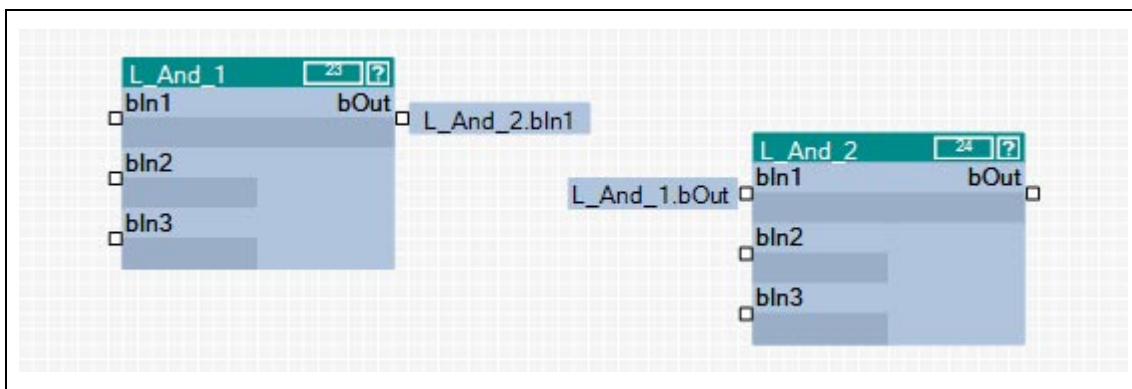 L_And_1 23 ?
bIn1 bOut
L_And_2.bIn1
bIn2
bIn3
L_And_2 24 ?
L_And_1.bOut
bIn1 bOut
bIn2
bIn3